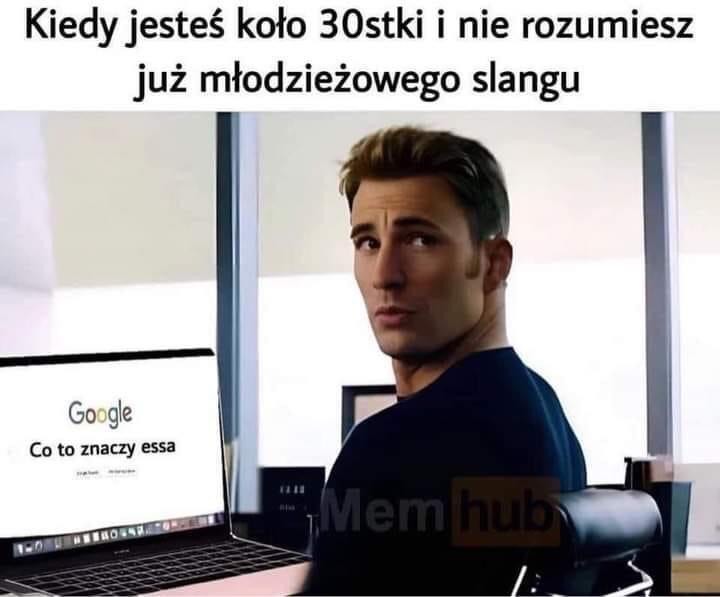 Kiedy jesteś koło 30stki i nie rozumiesz
już młodzieżowego slangu
Google
Co to znaczy essa
Mem hub